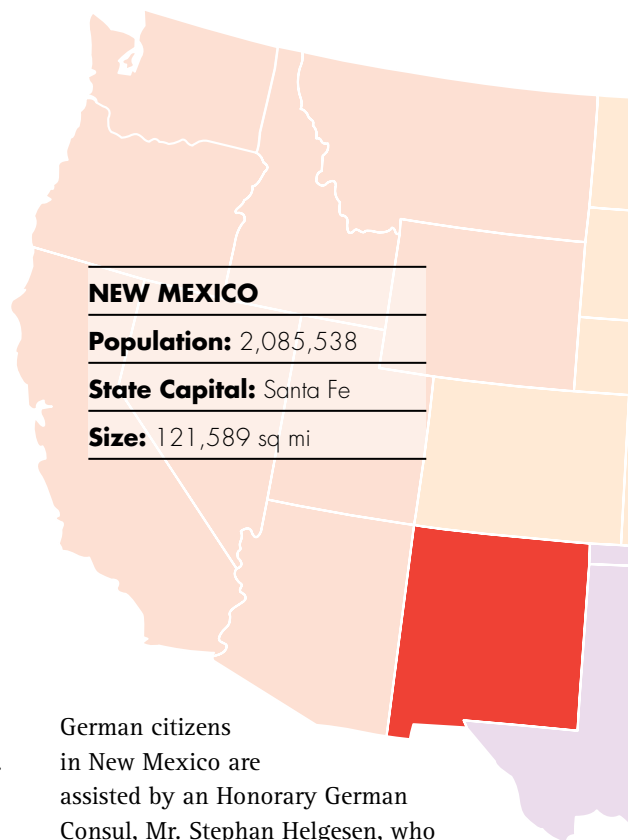 NEW MEXICO
Population: 2,085,538
State Capital: Santa Fe
Size: 121,589 sq mi
German citizens
in New Mexico are
assisted by an Honorary German
Consul, Mr. Stephan Helgesen, who